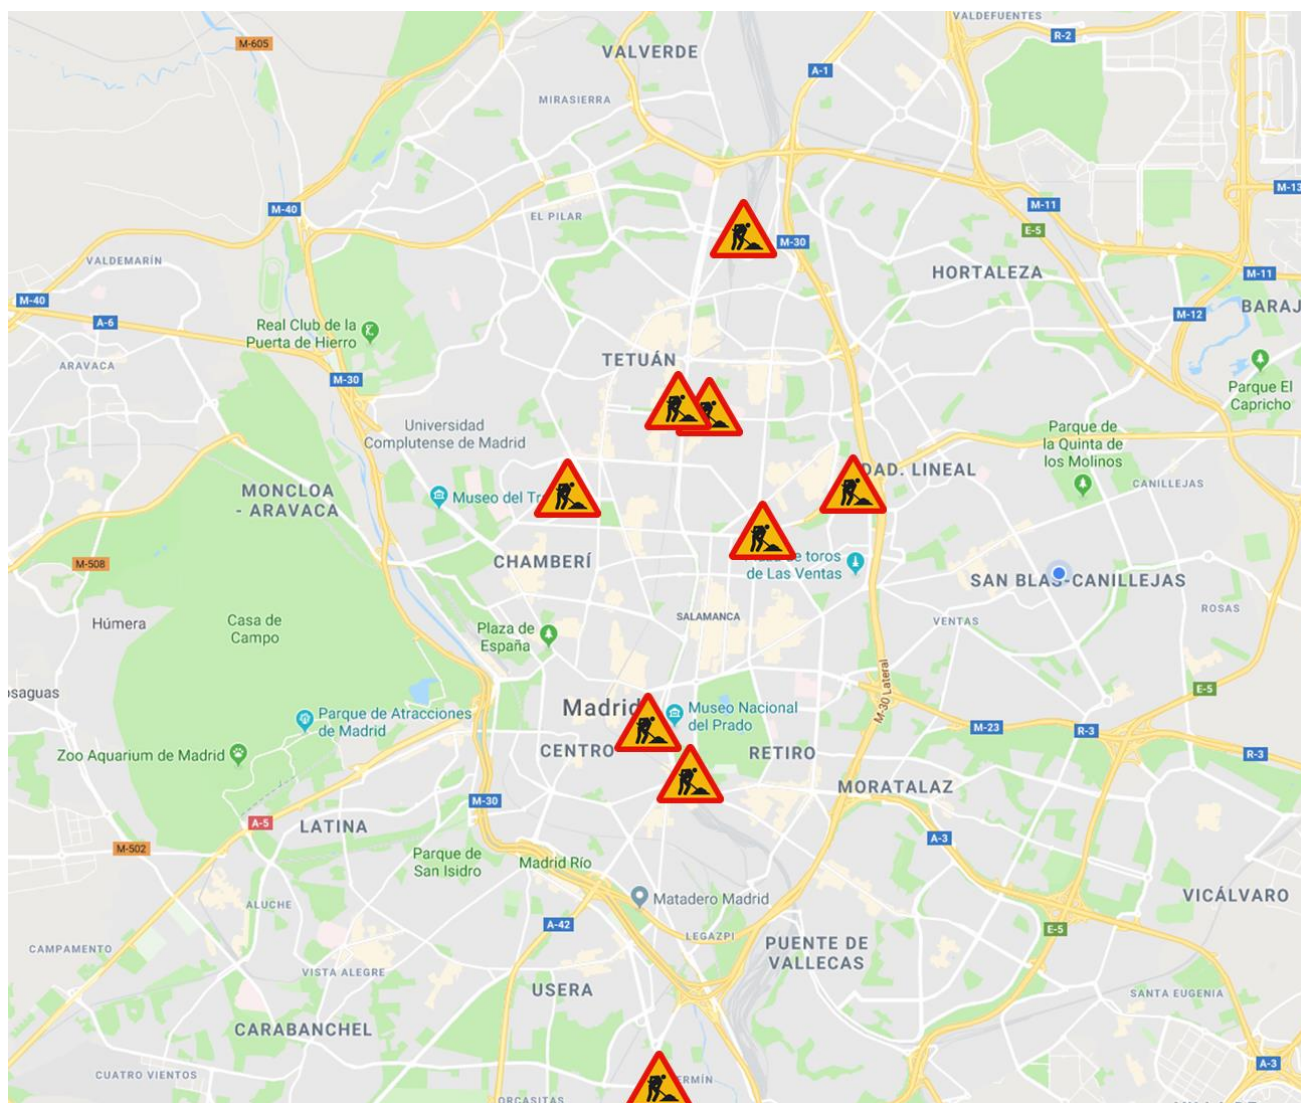 VALDEFUENTES
M-605
R-2
VALVERDE
A-1
MIRASIERRA
M-13
M-40
M-11
EL PILAR
E-5
M-30
VALDEMARÍN
HORTALEZA
M-11
M-40
BARAJ
A-6
Real Club de la
Puerta de Hierro
M-12
TETUÁN
ARAVACA
M-30
Parque El
Capricho
Universidad
Complutense de Madrid
Parque de
la Quinta de
los Molinos
DAD. LINEAL
CANILLEJAS
MONCLOA
- ARAVACA
Museo del Tr
CHAMBERÍ
de toros
de Las Ventas
M-508
SAN BLAS-CANILLEJAS
ROSAS
Húmera
Casa de
Campo
SALAMANCA
VENTAS
Plaza de
España
osaguas
M-30 Lateral
E-5
Madrid
Museo Nacional
del Prado
Parque de Atracciones
de Madrid
M-23
R-3
Zoo Aquarium de Madrid
CENTRO
RETIRO
R-3
MORATALAZ
M-30
A-5
LATINA
A-3
M-502
Parque de
San Isidro
Madrid Río
Matadero Madrid
VICÁLVARO
ALUCHE
A-42
LEGAZPI
E-5
CAMPAMENTO
PUENTE DE
VALLECAS
VISTA ALEGRE
USERA
SANTA EUGENIA
CARABANCHEL
A-3
CUATRO VIENTOS
ERMÍN
ORCASITAS